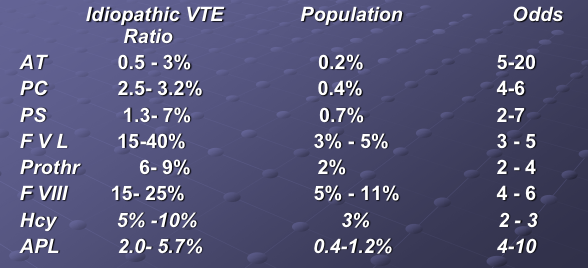 Idiopathic VTE Population Odds
Ratio
AT 0.5 - 3% 0.2% 5-20
PC 2.5- 3.2% 0.4% 4-6
PS 1.3- 7% 0.7% 2-7
F V L 15-40% 3% - 5% 3 - 5
Prothr 6- 9% 2% 2 - 4
F VIII 15- 25% 5% - 11% 4 - 6
Hcy 5% -10% 3% 2 - 3
APL 2.0- 5.7% 0.4-1.2% 4-10